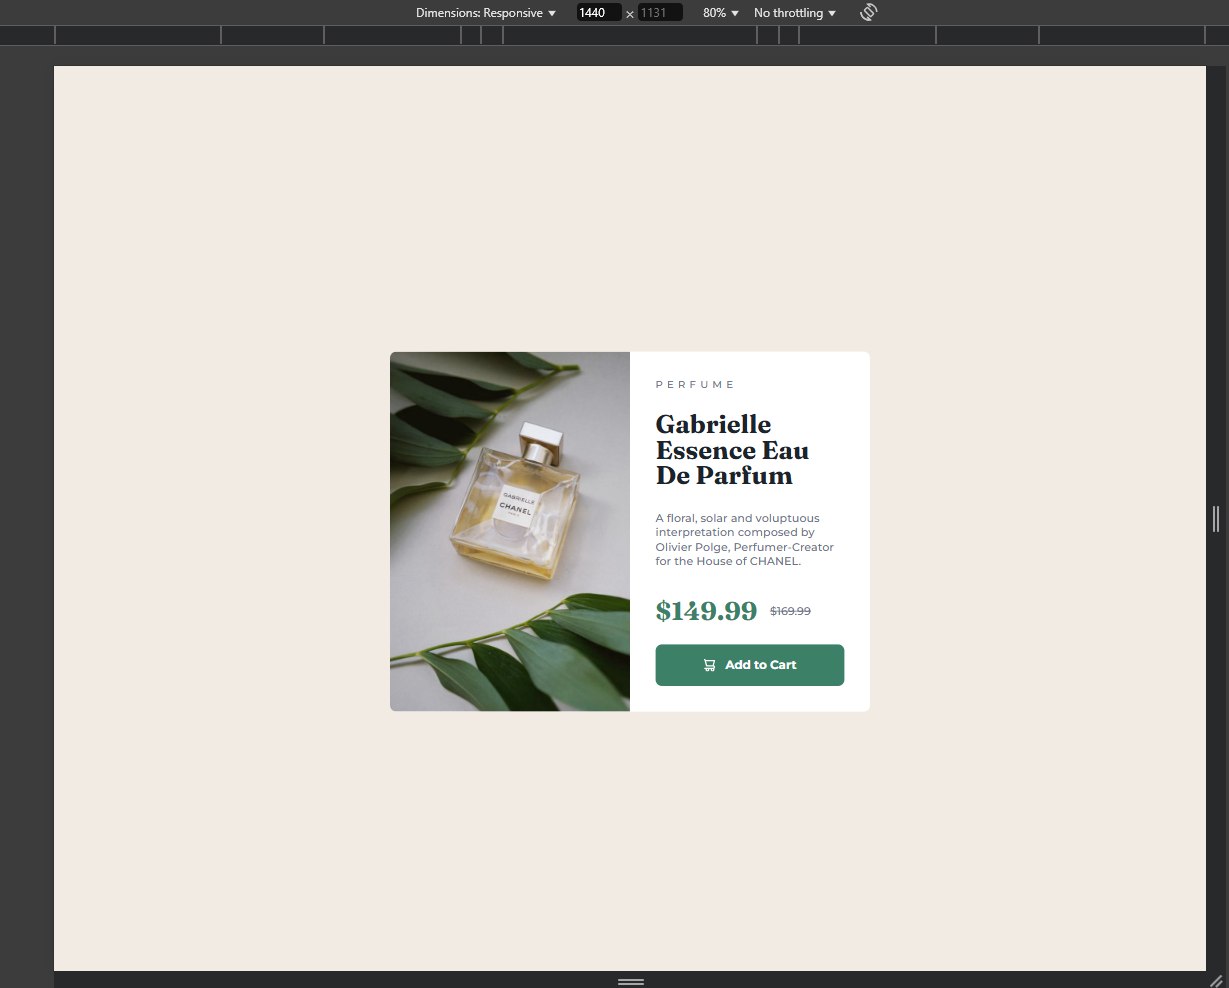 Dimensions: Responsive 1440 × 1131 80% No throttling
PERFUME
Gabrielle
Essence Eau
De Parfum
A floral, solar and voluptuous
interpretation composed by
Olivier Polge, Perfumer-Creator
for the House of CHANEL.
$149.99 $169.99
Add to Cart
GABRIELLE
CHANEL
PARIS